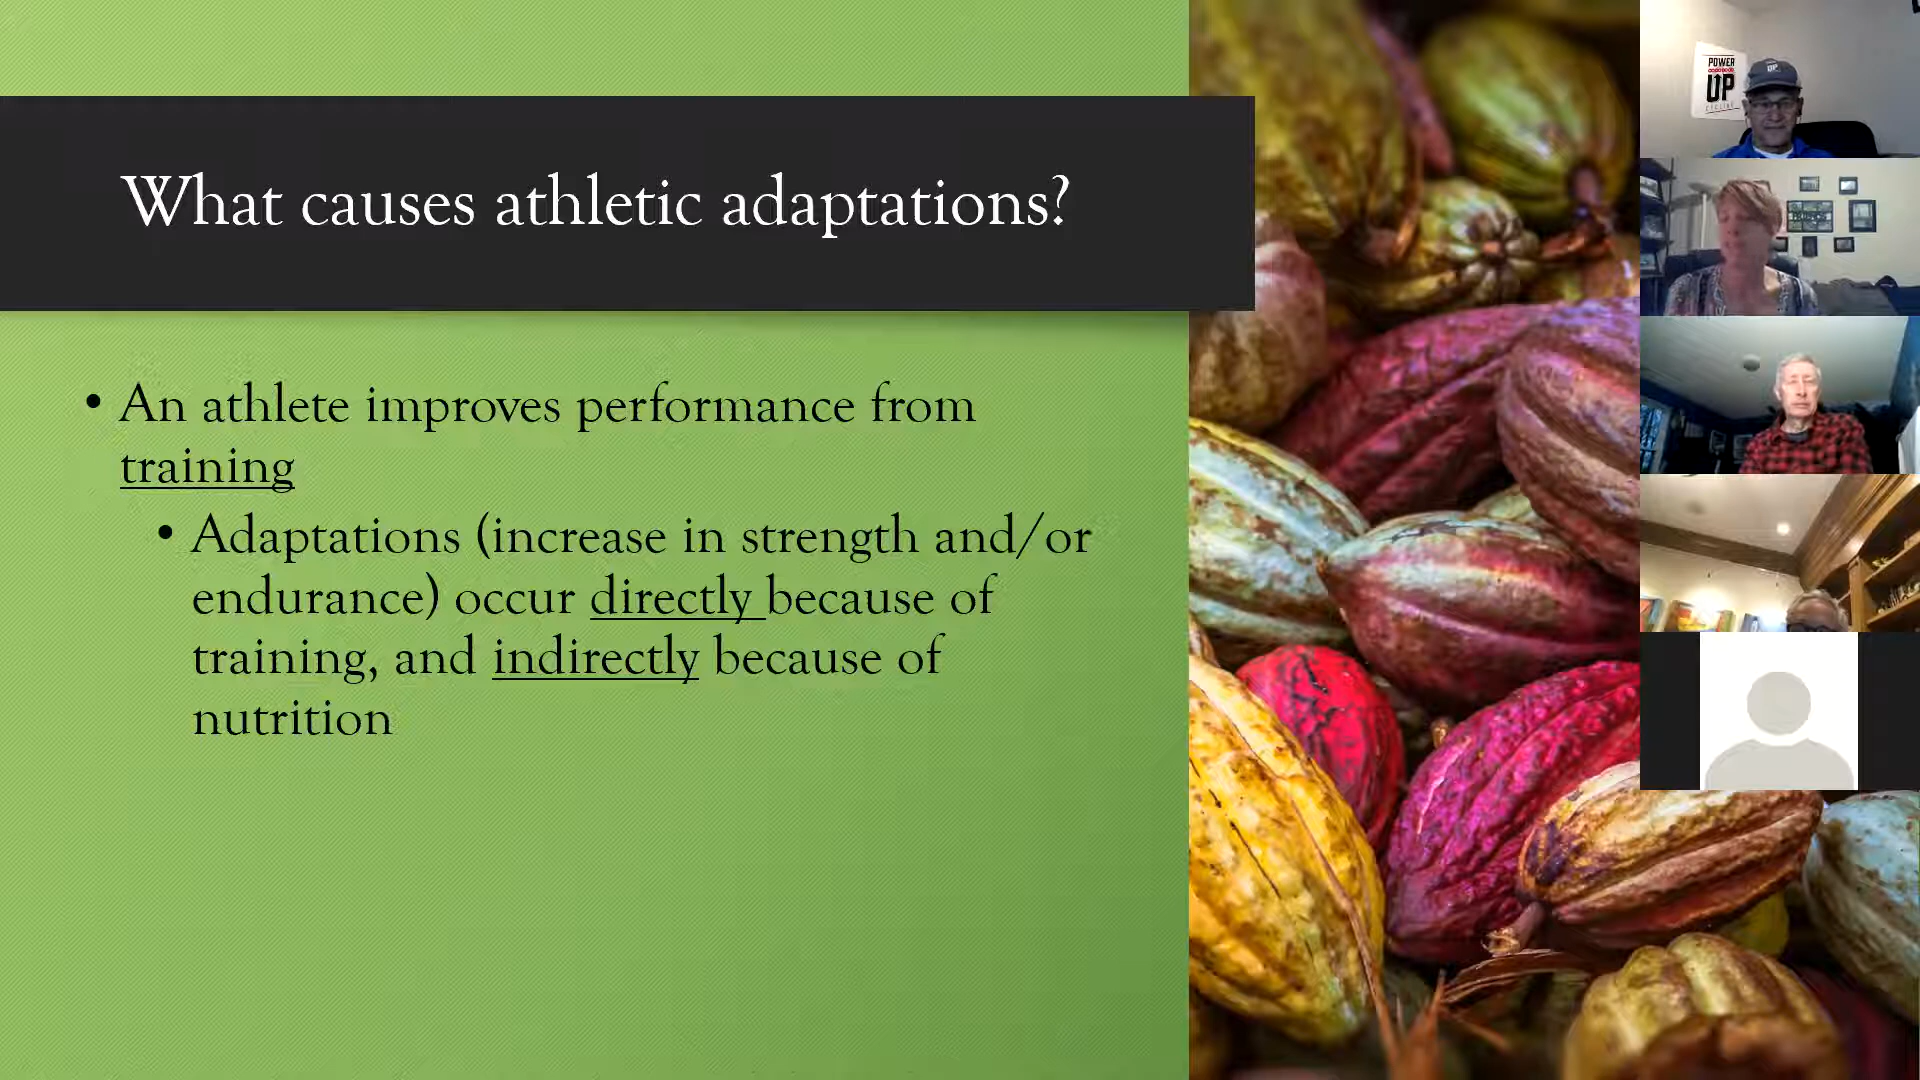 What causes athletic adaptations?
• An athlete improves performance from
training
• Adaptations (increase in strength and/or
endurance) occur directly because of
training, and indirectly because of
nutrition
POWER
UP
UP